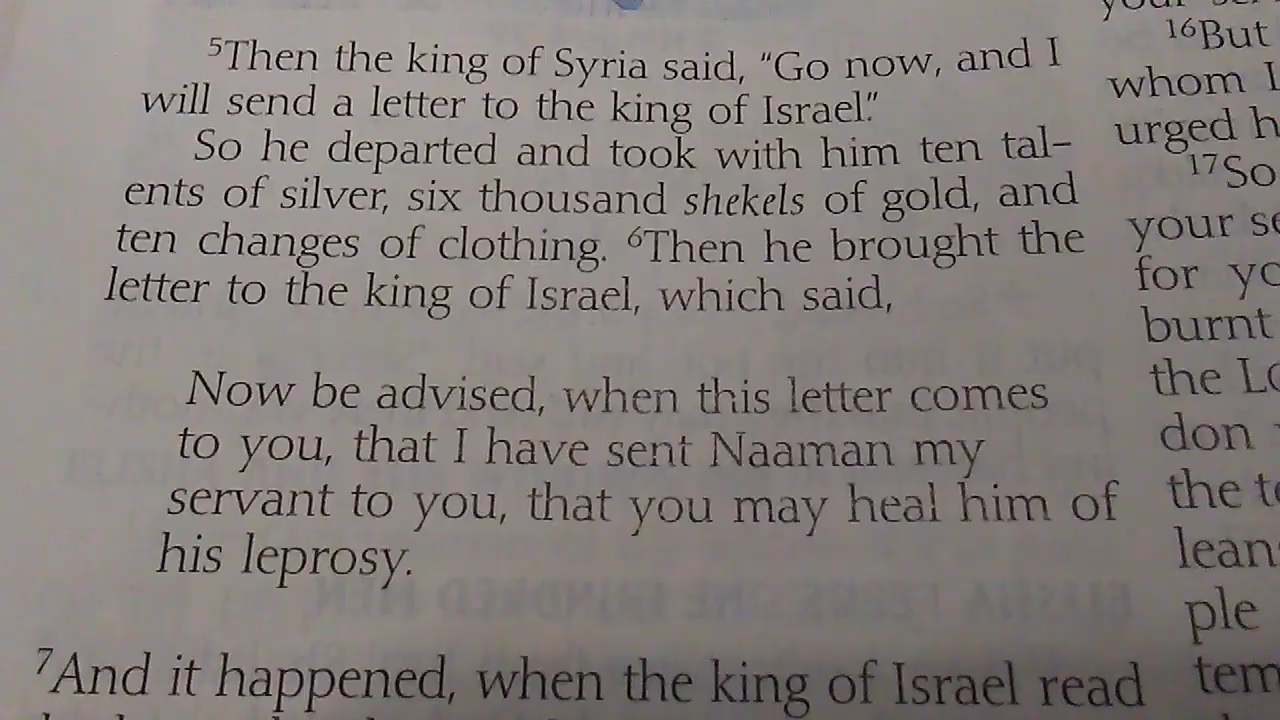 ⁵Then the king of Syria said, “Go now, and I
will send a letter to the king of Israel.”
So he departed and took with him ten tal-
ents of silver, six thousand shekels of gold, and
ten changes of clothing. ⁶Then he brought the
letter to the king of Israel, which said,
Now be advised, when this letter comes
to you, that I have sent Naaman my
servant to you, that you may heal him of
his leprosy.
⁷And it happened, when the king of Israel read
¹⁶But
whom I
urged h
¹⁷So
your se
for yo
burnt
the Lo
don
the te
lean
ple
tem